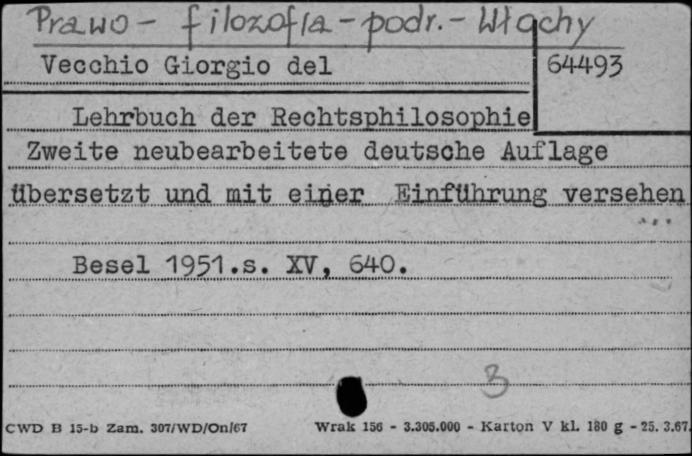 Prawo - filozofia - podr. - Włochy
Vecchio Giorgio del
64493
Lehrbuch der Rechtsphilosophie
Zweite neubearbeitete deutsche Auflage
übersetzt und mit einer Einführung versehen
...
Besel 1951.s. XV, 640.
3
CWD B 15-b Zam. 307/WD/On/67
Wrak 156 - 3.305.000 - Karton V kl. 180 g - 25. 3.67.